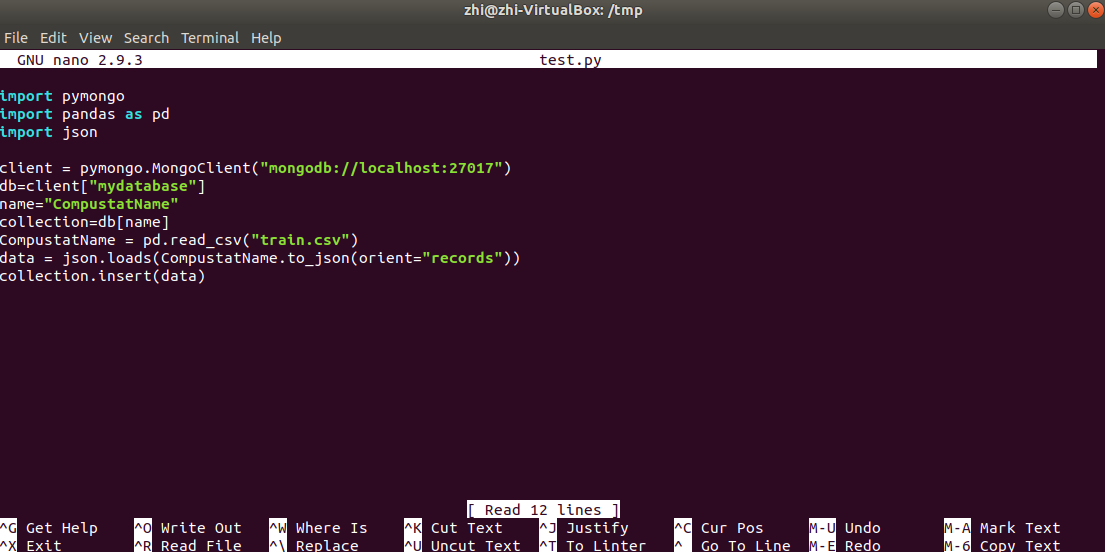 zhi@zhi-VirtualBox: /tmp
File Edit View Search Terminal Help
GNU nano 2.9.3 test.py
import pymongo
import pandas as pd
import json
client = pymongo.MongoClient("mongodb://localhost:27017")
db=client["mydatabase"]
name="CompustatName"
collection=db[name]
CompustatName = pd.read_csv("train.csv")
data = json.loads(CompustatName.to_json(orient="records"))
collection.insert(data)
[ Read 12 lines ]
^G Get Help ^O Write Out ^W Where Is ^K Cut Text ^J Justify ^C Cur Pos M-U Undo M-A Mark Text
^X Exit ^R Read File ^\ Replace ^U Uncut Text ^T To Linter ^_ Go To Line M-E Redo M-6 Copy Text